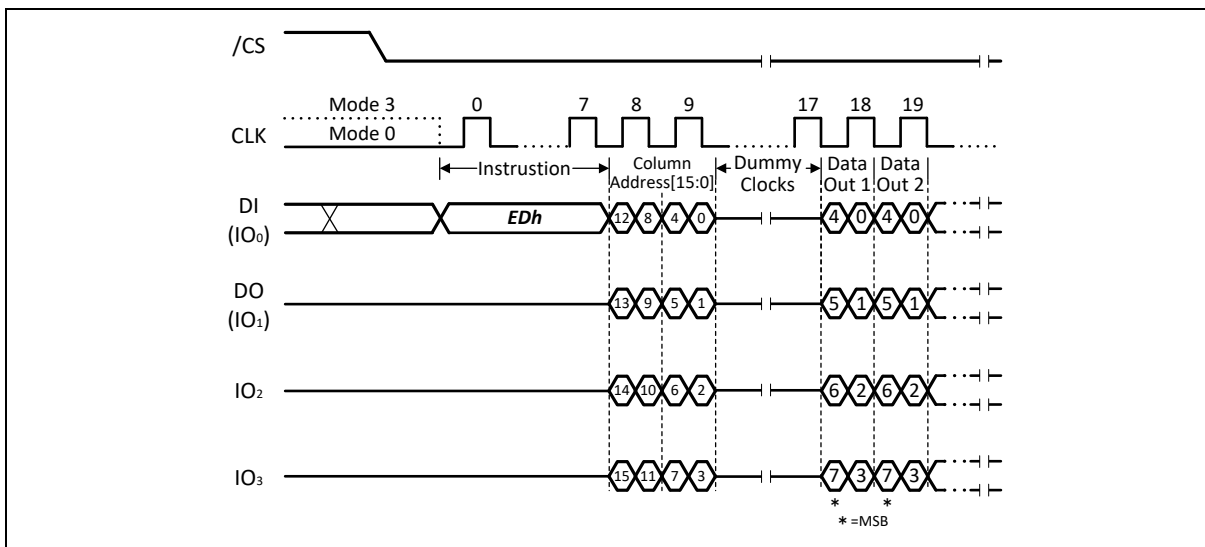 /CS
Mode 3 0 7 8 9 17 18 19
CLK Mode 0
Instrustion Column Address[15:0] Dummy Clocks Data Out 1 Data Out 2
DI (IO0) EDh 12 8 4 0 4 0 4 0
DO (IO1) 13 9 5 1 5 1 5 1
IO2 14 10 6 2 6 2 6 2
IO3 15 11 7 3 7 3 7 3
* *
* =MSB